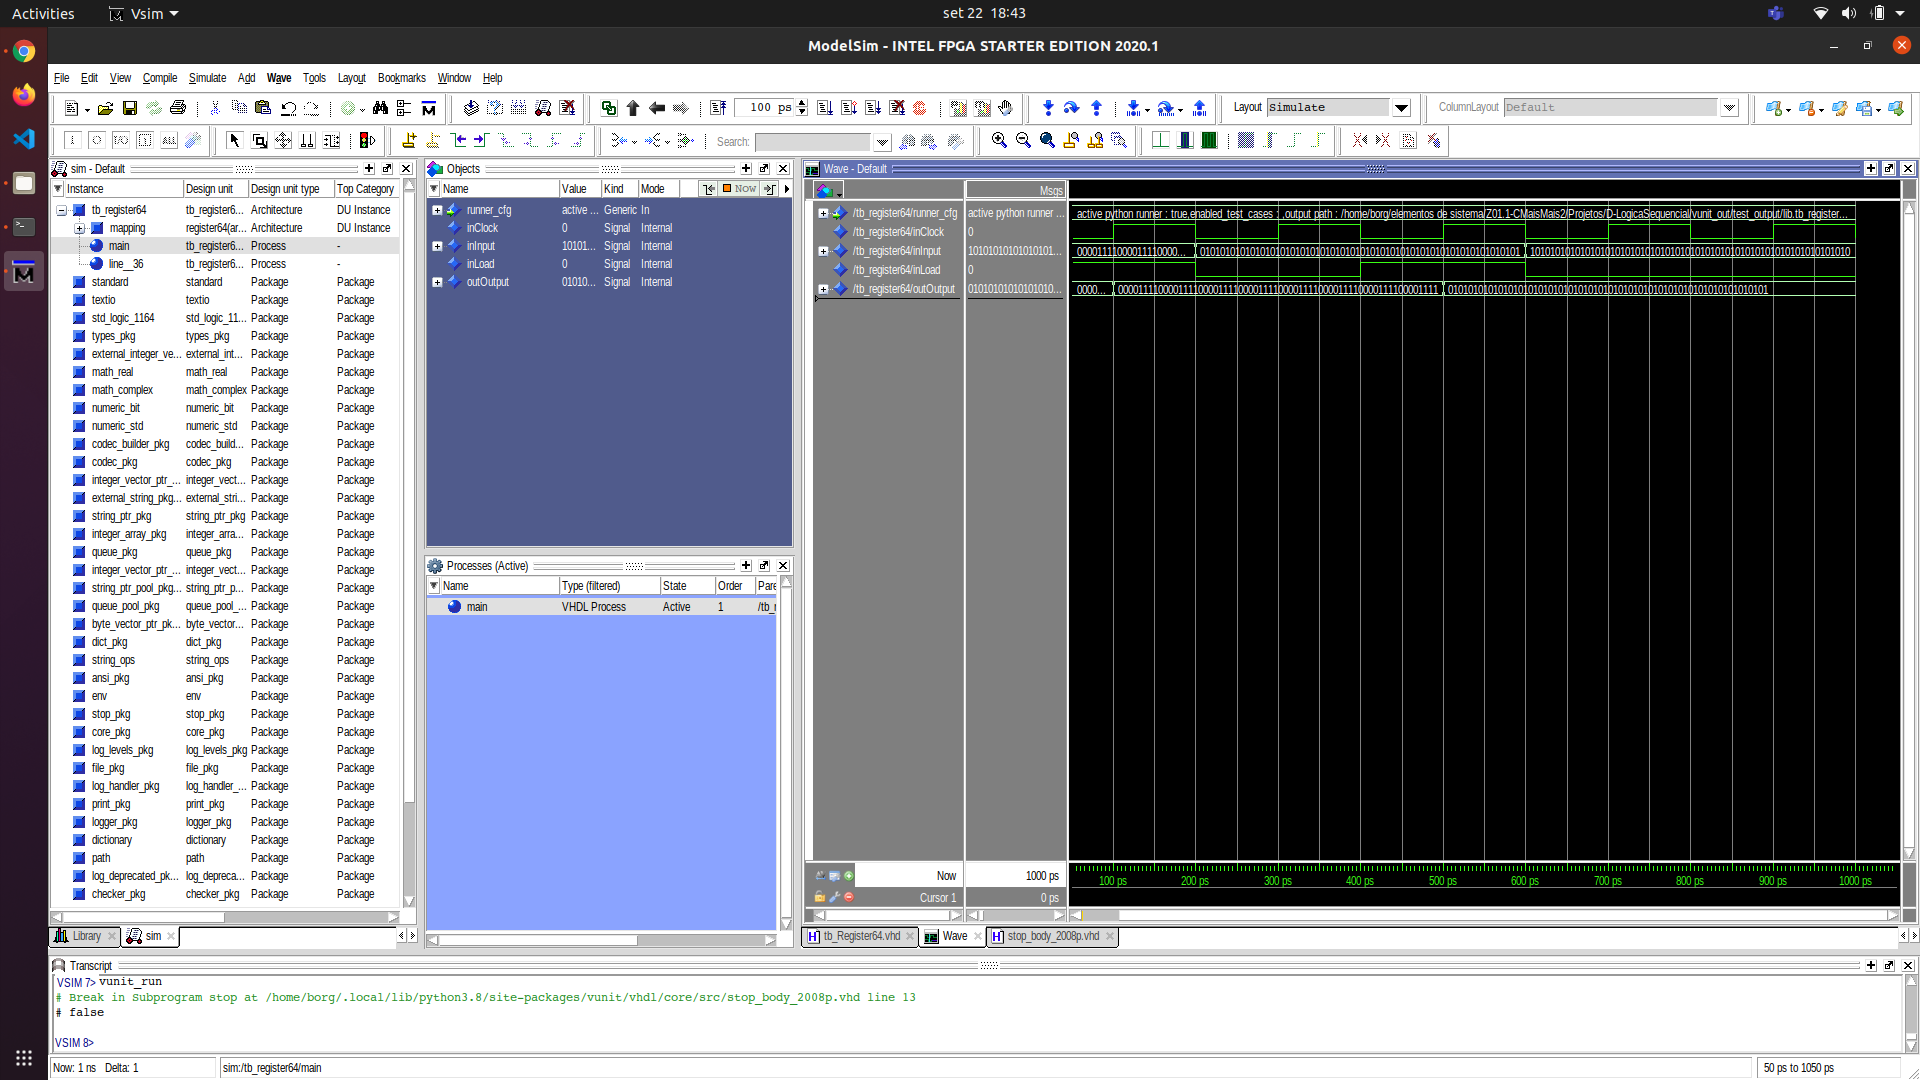 Activities Vsim set 22 18:43
ModelSim - INTEL FPGA STARTER EDITION 2020.1
File Edit View Compile Simulate Add Wave Tools Layout Bookmarks Window Help
100 ps Layout Simulate ColumnLayout Default
Search:
sim - Default
Instance Design unit Design unit type Top Category
tb_register64 tb_register6... Architecture DU Instance
mapping register64(ar... Architecture DU Instance
main tb_register6... Process -
line__36 tb_register6... Process -
standard standard Package Package
textio textio Package Package
std_logic_1164 std_logic_11... Package Package
types_pkg types_pkg Package Package
external_integer_ve... external_int... Package Package
math_real math_real Package Package
math_complex math_complex Package Package
numeric_bit numeric_bit Package Package
numeric_std numeric_std Package Package
codec_builder_pkg codec_build... Package Package
codec_pkg codec_pkg Package Package
integer_vector_ptr_... integer_vect... Package Package
external_string_pkg... external_stri... Package Package
string_ptr_pkg string_ptr_pkg Package Package
integer_array_pkg integer_arra... Package Package
queue_pkg queue_pkg Package Package
integer_vector_ptr_... integer_vect... Package Package
string_ptr_pool_pkg... string_ptr_p... Package Package
queue_pool_pkg queue_pool_... Package Package
byte_vector_ptr_pk... byte_vector... Package Package
dict_pkg dict_pkg Package Package
string_ops string_ops Package Package
ansi_pkg ansi_pkg Package Package
env env Package Package
stop_pkg stop_pkg Package Package
core_pkg core_pkg Package Package
log_levels_pkg log_levels_pkg Package Package
file_pkg file_pkg Package Package
log_handler_pkg log_handler_... Package Package
print_pkg print_pkg Package Package
logger_pkg logger_pkg Package Package
dictionary dictionary Package Package
path path Package Package
log_deprecated_pk... log_depreca... Package Package
checker_pkg checker_pkg Package Package
Library sim
Objects
Name Value Kind Mode Now
runner_cfg active ... Generic In
inClock 0 Signal Internal
inInput 10101... Signal Internal
inLoad 0 Signal Internal
outOutput 01010... Signal Internal
Processes (Active)
Name Type (filtered) State Order Pare
main VHDL Process Active 1 /tb_r
Wave - Default
Msgs
/tb_register64/runner_cfg active python runner ... active python runner : true,enabled_test_cases : ,output path : /home/borg/elementos de sistema/Z01.1-CMaisMais2/Projetos/D-LogicaSequencial/vunit_out/test_output/lib.tb_register...
/tb_register64/inClock 0
/tb_register64/inInput
/tb_register64/inLoad 0
/tb_register64/outOutput
Now 1000 ps
100 ps 200 ps 300 ps 400 ps 500 ps 600 ps 700 ps 800 ps 900 ps 1000 ps
Cursor 1 0 ps
tb_Register64.vhd Wave stop_body_2008p.vhd
Transcript
VSIM 7> vunit_run
# Break in Subprogram stop at /home/borg/.local/lib/python3.8/site-packages/vunit/vhdl/core/src/stop_body_2008p.vhd line 13
# false
VSIM 8>
Now: 1 ns Delta: 1 sim:/tb_register64/main 50 ps to 1050 ps